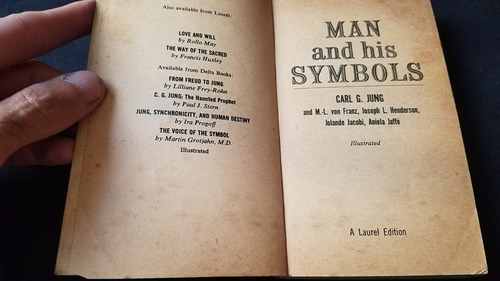 Also available from Laurel:
LOVE AND WILL
by Rollo May
THE WAY OF THE SACRED
by Francis Huxley
Available from Delta Books:
FROM FREUD TO JUNG
by Lilliane Frey-Rohn
C. G. JUNG: The Haunted Prophet
by Paul J. Stern
JUNG, SYNCHRONICITY, AND HUMAN DESTINY
by Ira Progoff
THE VOICE OF THE SYMBOL
by Martin Grotjahn, M.D.
Illustrated
MAN
and his
SYMBOLS
CARL G. JUNG
and M.-L. von Franz, Joseph L. Henderson,
Jolande Jacobi, Aniela Jaffé
Illustrated
A Laurel Edition